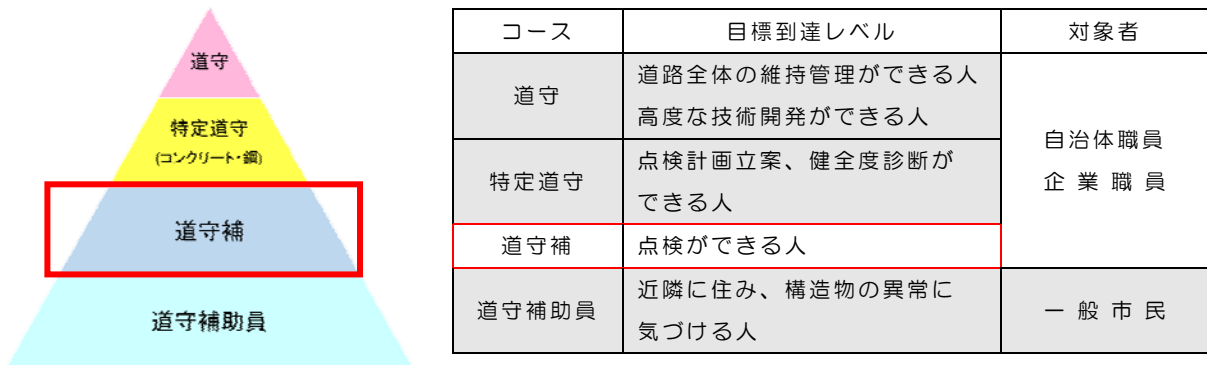 道守
特定道守
(コンクリート・鋼)
道守補
道守補助員
コース
目標到達レベル
対象者
道守
道路全体の維持管理ができる人
高度な技術開発ができる人
特定道守
点検計画立案、健全度診断が
できる人
道守補
点検ができる人
自治体職員
企業職員
道守補助員
近隣に住み、構造物の異常に
気づける人
一般市民